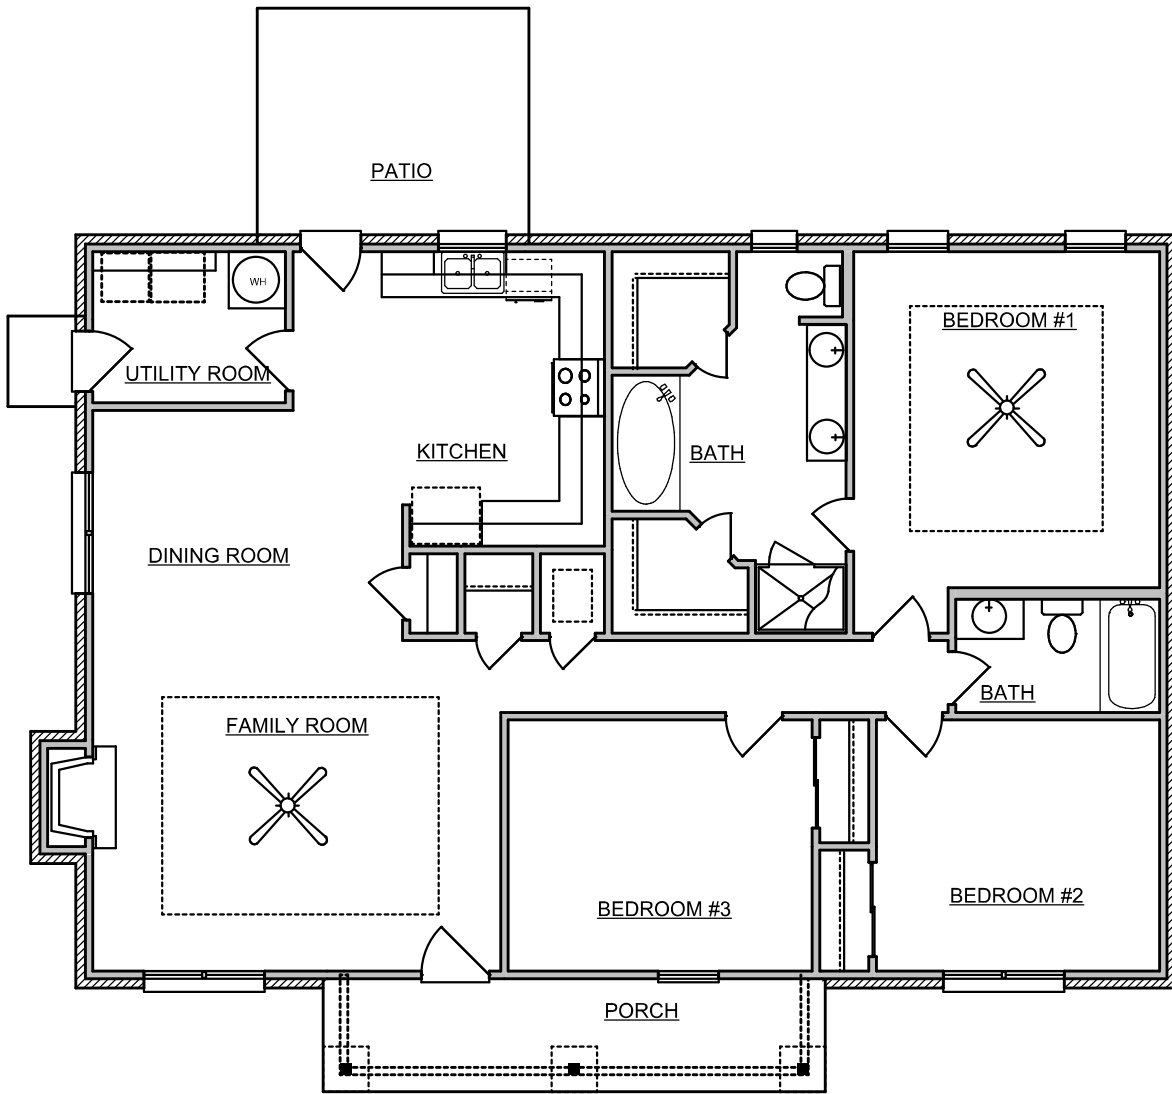 PATIO
WH
BEDROOM #1
UTILITY ROOM
KITCHEN
BATH
DINING ROOM
BATH
FAMILY ROOM
BEDROOM #2
BEDROOM #3
PORCH